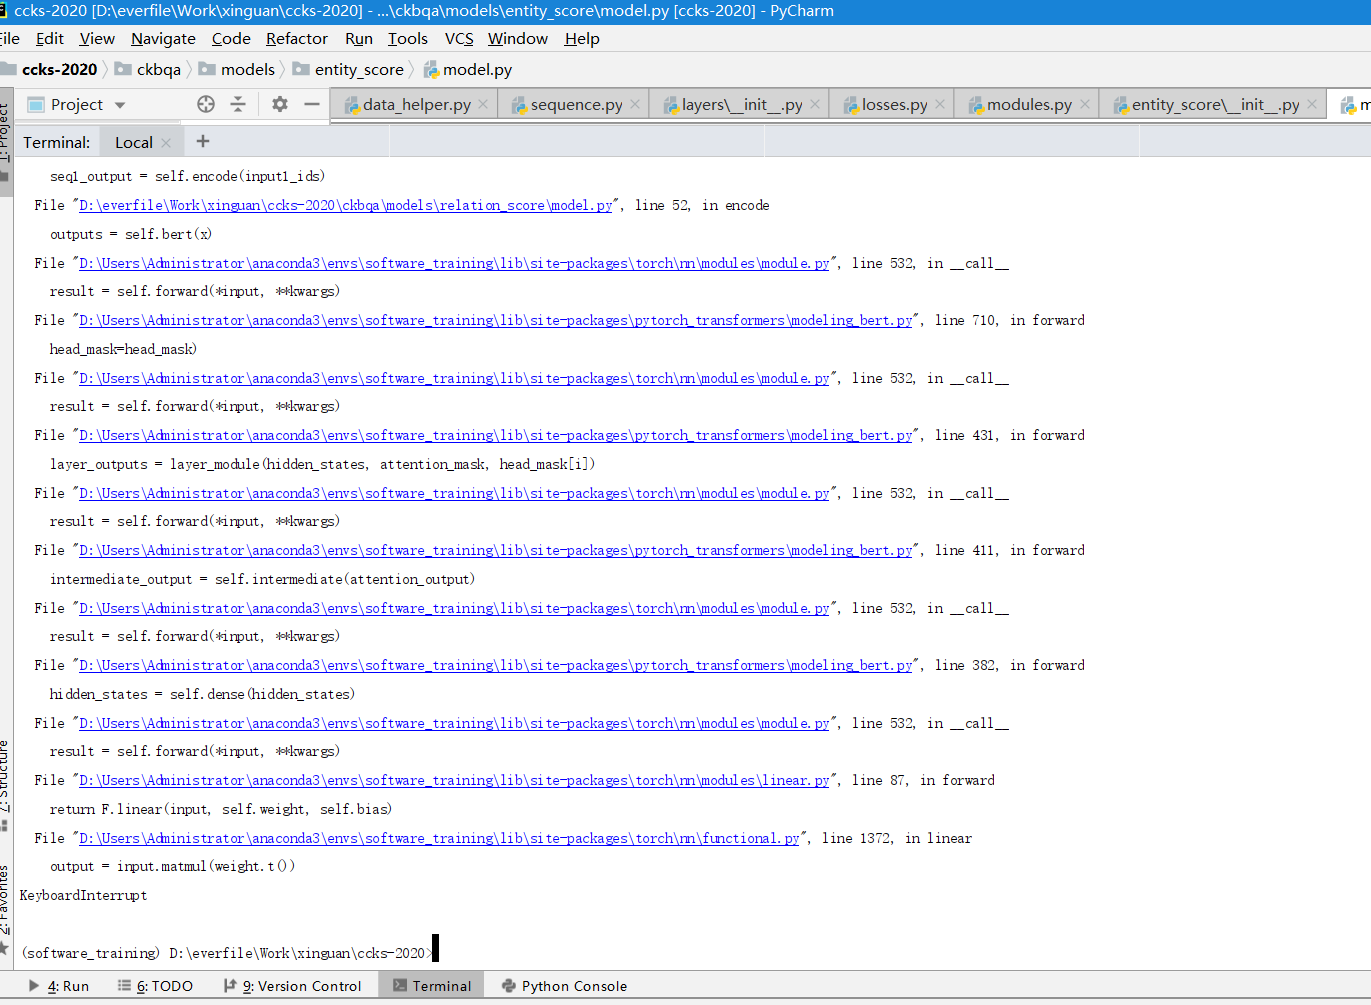 ccks-2020 [D:\everfile\Work\xinguan\ccks-2020] - ...\ckbqa\models\entity_score\model.py [ccks-2020] - PyCharm
File Edit View Navigate Code Refactor Run Tools VCS Window Help
ccks-2020 ckbqa models entity_score model.py
1: Project
Project data_helper.py sequence.py layers\__init__.py losses.py modules.py entity_score\__init__.py m
Terminal: Local +
seq1_output = self.encode(input1_ids)
File "D:\everfile\Work\xinguan\ccks-2020\ckbqa\models\relation_score\model.py", line 52, in encode
outputs = self.bert(x)
File "D:\Users\Administrator\anaconda3\envs\software_training\lib\site-packages\torch\nn\modules\module.py", line 532, in __call__
result = self.forward(*input, **kwargs)
File "D:\Users\Administrator\anaconda3\envs\software_training\lib\site-packages\pytorch_transformers\modeling_bert.py", line 710, in forward
head_mask=head_mask)
File "D:\Users\Administrator\anaconda3\envs\software_training\lib\site-packages\torch\nn\modules\module.py", line 532, in __call__
result = self.forward(*input, **kwargs)
File "D:\Users\Administrator\anaconda3\envs\software_training\lib\site-packages\pytorch_transformers\modeling_bert.py", line 431, in forward
layer_outputs = layer_module(hidden_states, attention_mask, head_mask[i])
File "D:\Users\Administrator\anaconda3\envs\software_training\lib\site-packages\torch\nn\modules\module.py", line 532, in __call__
result = self.forward(*input, **kwargs)
File "D:\Users\Administrator\anaconda3\envs\software_training\lib\site-packages\pytorch_transformers\modeling_bert.py", line 411, in forward
intermediate_output = self.intermediate(attention_output)
File "D:\Users\Administrator\anaconda3\envs\software_training\lib\site-packages\torch\nn\modules\module.py", line 532, in __call__
result = self.forward(*input, **kwargs)
File "D:\Users\Administrator\anaconda3\envs\software_training\lib\site-packages\pytorch_transformers\modeling_bert.py", line 382, in forward
hidden_states = self.dense(hidden_states)
File "D:\Users\Administrator\anaconda3\envs\software_training\lib\site-packages\torch\nn\modules\module.py", line 532, in __call__
result = self.forward(*input, **kwargs)
File "D:\Users\Administrator\anaconda3\envs\software_training\lib\site-packages\torch\nn\modules\linear.py", line 87, in forward
return F.linear(input, self.weight, self.bias)
File "D:\Users\Administrator\anaconda3\envs\software_training\lib\site-packages\torch\nn\functional.py", line 1372, in linear
output = input.matmul(weight.t())
KeyboardInterrupt
(software_training) D:\everfile\Work\xinguan\ccks-2020>
7: Structure
2: Favorites
4: Run 6: TODO 9: Version Control Terminal Python Console